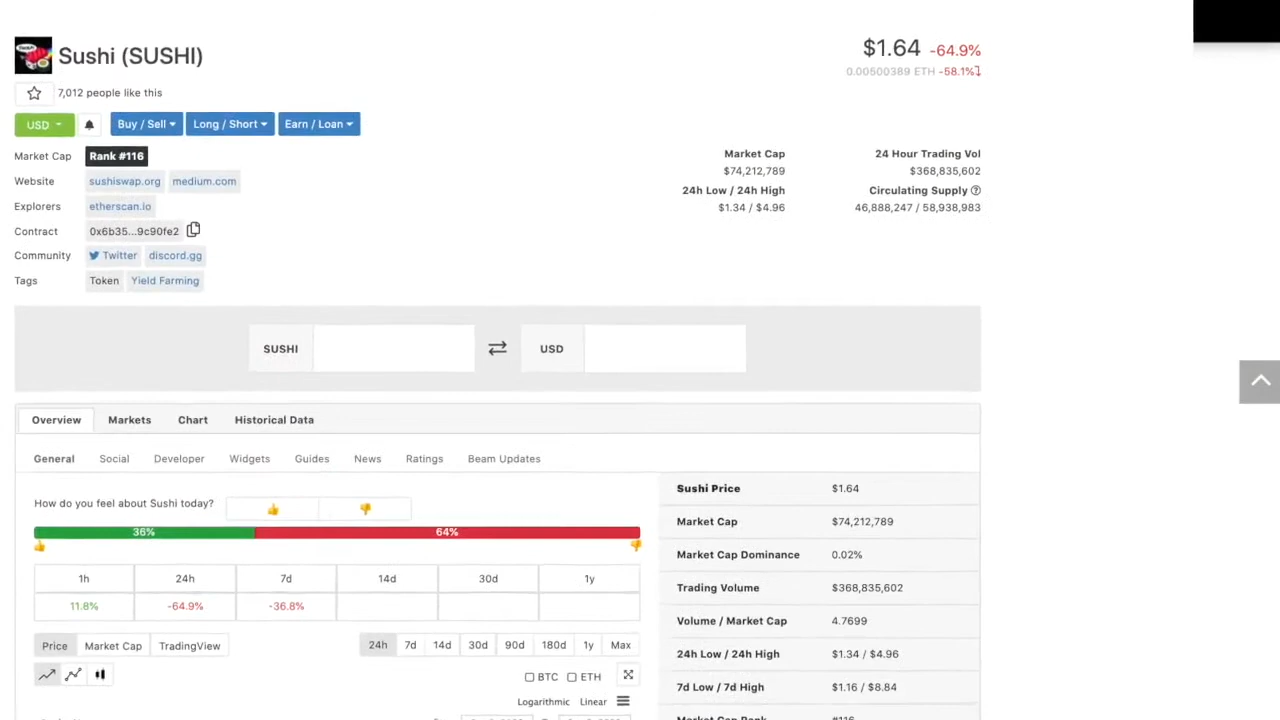 Sushi (SUSHI)
$1.64 -64.9%
0.00500389 ETH -58.1%
7,012 people like this
USD Buy / Sell Long / Short Earn / Loan
Market Cap Rank #116
Website sushiswap.org medium.com
Explorers etherscan.io
Contract 0x6b35...9c90fe2
Community Twitter discord.gg
Tags Token Yield Farming
Market Cap 24 Hour Trading Vol
$74,212,789 $368,835,602
24h Low / 24h High Circulating Supply
$1.34 / $4.96 46,888,247 / 58,938,983
SUSHI USD
Overview Markets Chart Historical Data
General Social Developer Widgets Guides News Ratings Beam Updates
How do you feel about Sushi today?
36% 64%
1h 24h 7d 14d 30d 1y
11.8% -64.9% -36.8%
Price Market Cap TradingView 24h 7d 14d 30d 90d 180d 1y Max
BTC ETH
Logarithmic Linear
Sushi Price $1.64
Market Cap $74,212,789
Market Cap Dominance 0.02%
Trading Volume $368,835,602
Volume / Market Cap 4.7699
24h Low / 24h High $1.34 / $4.96
7d Low / 7d High $1.16 / $8.84
Market Cap Rank #116